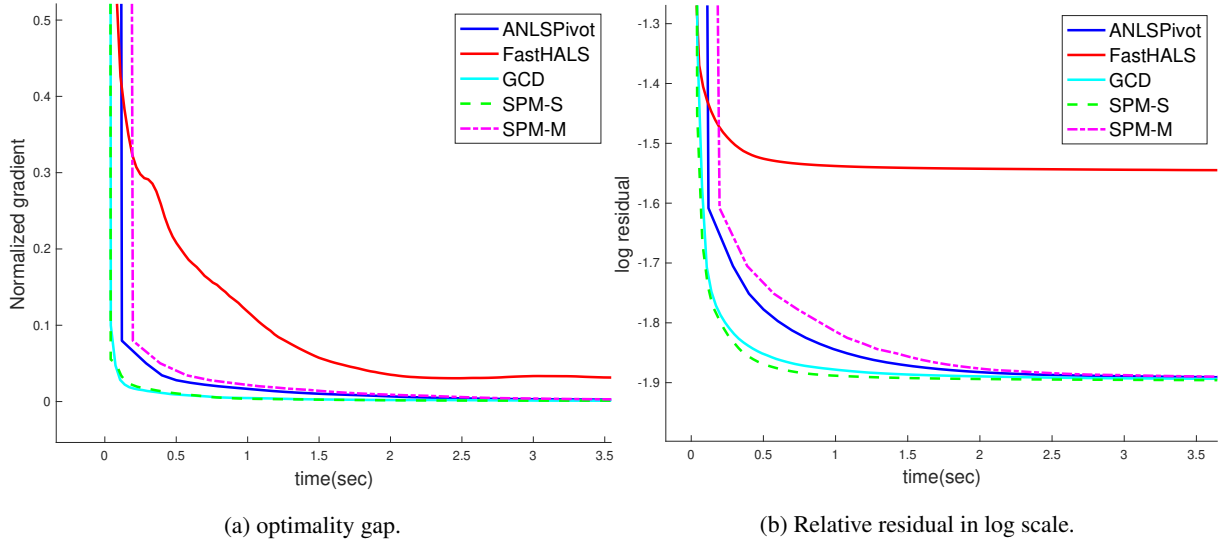 0.5
0.4
0.3
0.2
0.1
0
Normalized gradient
ANLSPivot
FastHALS
GCD
SPM-S
SPM-M
0 0.5 1 1.5 2 2.5 3 3.5
time(sec)
(a) optimality gap.
-1.3
-1.4
-1.5
-1.6
-1.7
-1.8
-1.9
log residual
ANLSPivot
FastHALS
GCD
SPM-S
SPM-M
0 0.5 1 1.5 2 2.5 3 3.5
time(sec)
(b) Relative residual in log scale.